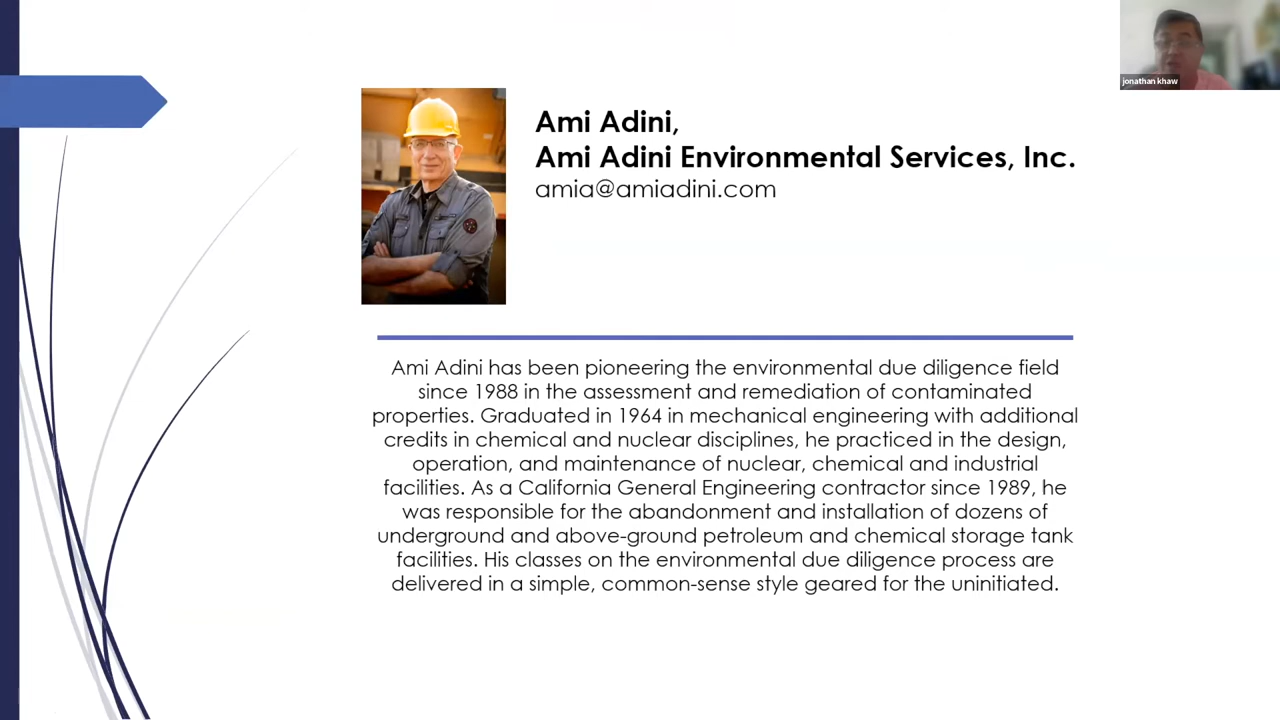 jonathan khaw
Ami Adini,
Ami Adini Environmental Services, Inc.
amia@amiadini.com
Ami Adini has been pioneering the environmental due diligence field
since 1988 in the assessment and remediation of contaminated
properties. Graduated in 1964 in mechanical engineering with additional
credits in chemical and nuclear disciplines, he practiced in the design,
operation, and maintenance of nuclear, chemical and industrial
facilities. As a California General Engineering contractor since 1989, he
was responsible for the abandonment and installation of dozens of
underground and above-ground petroleum and chemical storage tank
facilities. His classes on the environmental due diligence process are
delivered in a simple, common-sense style geared for the uninitiated.